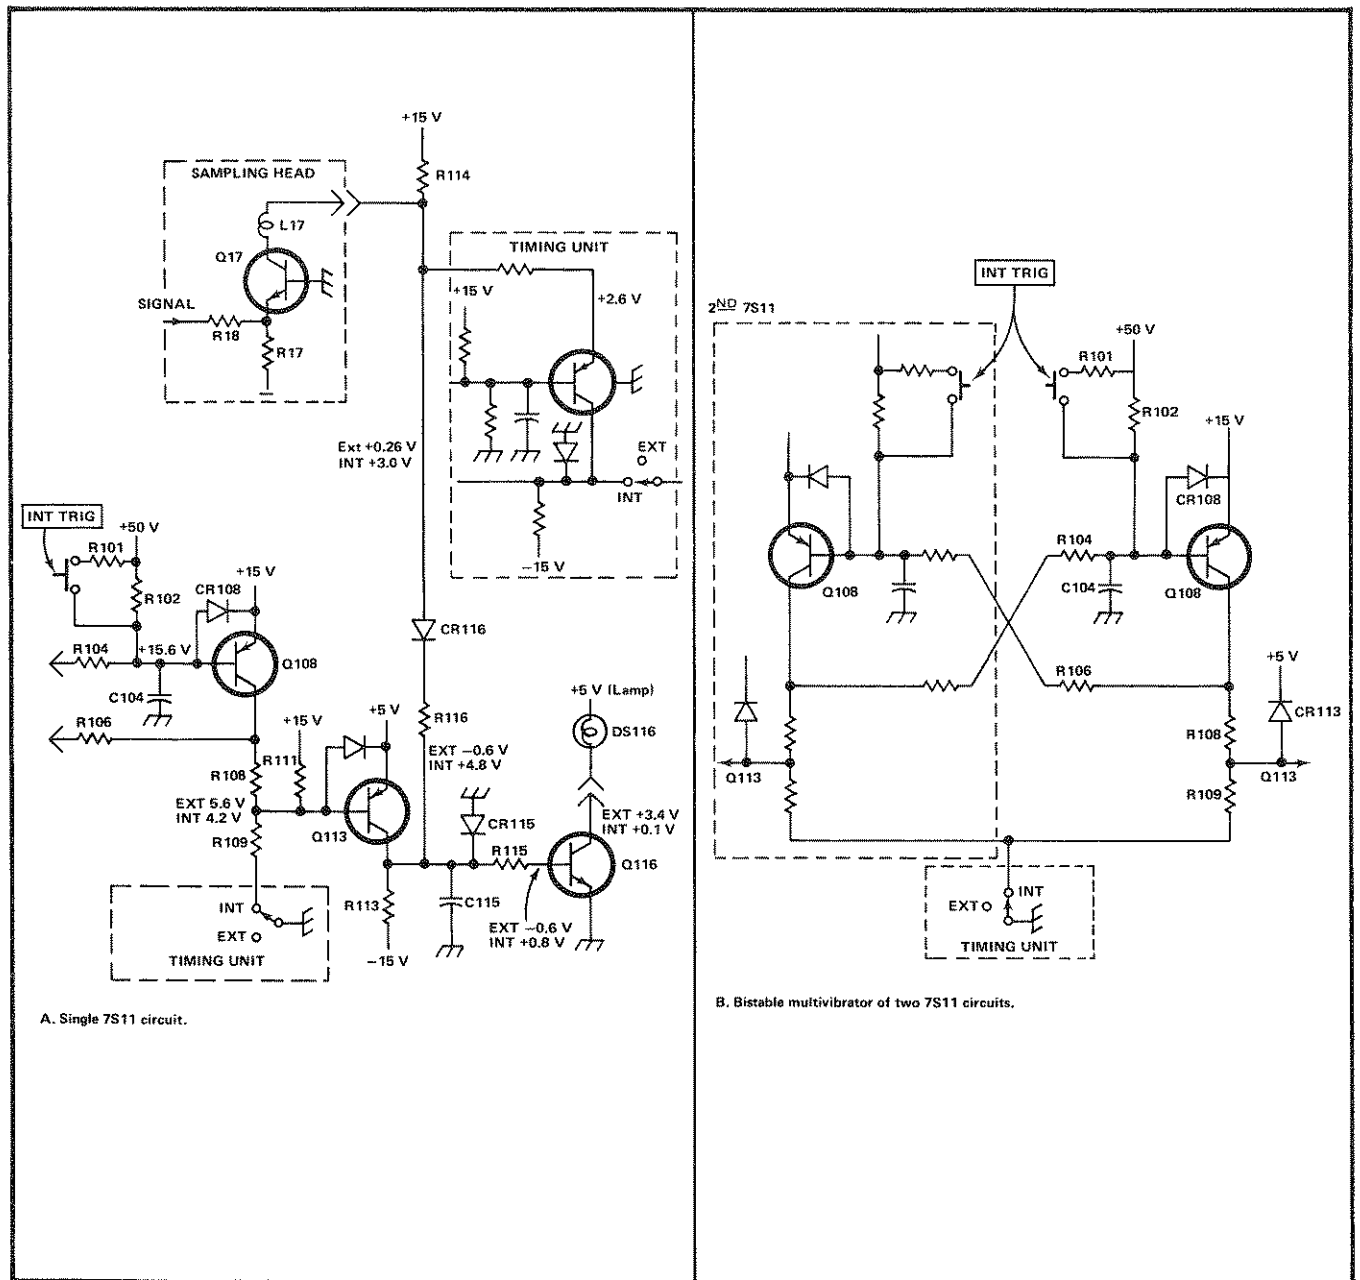 +15 V
SAMPLING HEAD
R114
L17
Q17
TIMING UNIT
+15 V
+2.6 V
SIGNAL
R18
R17
Ext +0.26 V
INT +3.0 V
EXT
INT
−15 V
INT TRIG
+50 V
R101
+15 V
R102
CR108
R104
+15.6 V
Q108
C104
CR116
R106
+15 V
+5 V
R116
+5 V (Lamp)
DS116
R108
R111
EXT −0.6 V
INT +4.8 V
EXT 5.6 V
INT 4.2 V
R109
Q113
CR115
EXT +3.4 V
INT +0.1 V
R115
Q116
INT
EXT
TIMING UNIT
R113
C115
EXT −0.6 V
INT +0.8 V
−15 V
A. Single 7S11 circuit.
INT TRIG
2ND 7S11
+50 V
R101
R102
+15 V
CR108
R104
Q108
C104
Q108
R106
+5 V
CR113
R108
Q113
Q113
R109
INT
EXT
TIMING UNIT
B. Bistable multivibrator of two 7S11 circuits.